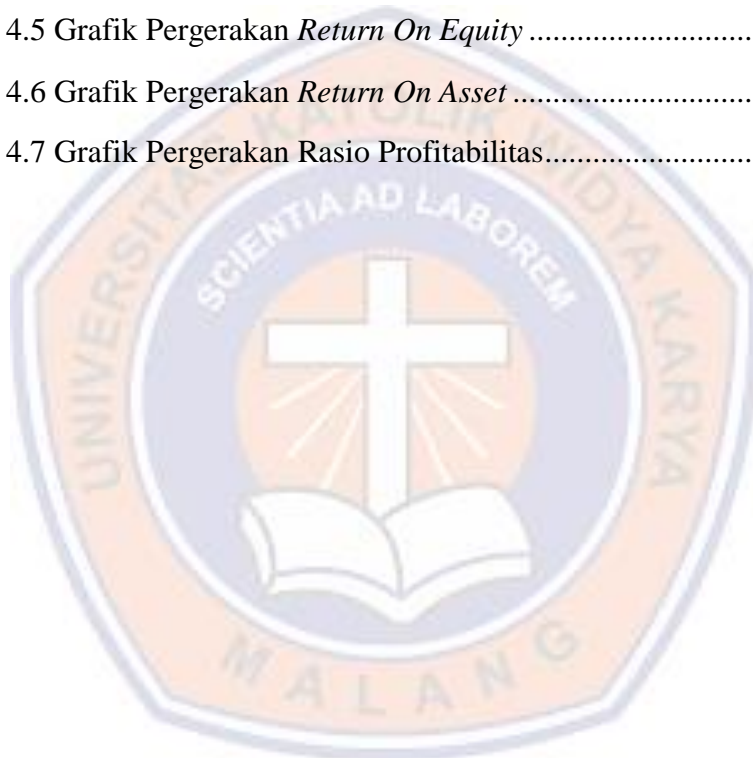 4.5 Grafik Pergerakan Return On Equity ............................
4.6 Grafik Pergerakan Return On Asset ..............................
4.7 Grafik Pergerakan Rasio Profitabilitas..........................
UNIVERSITAS KATOLIK WIDYA KARYA
SCIENTIA AD LABOREM
MALANG